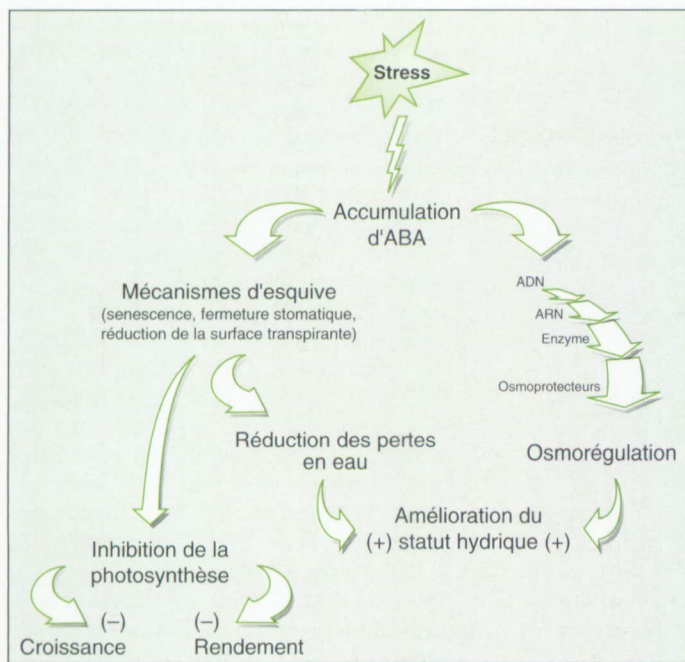 Stress
Accumulation
d'ABA
Mécanismes d'esquive
(senescence, fermeture stomatique,
réduction de la surface transpirante)
ADN
ARN
Enzyme
Osmoprotecteurs
Réduction des pertes
en eau
Osmorégulation
Amélioration du
(+) statut hydrique (+)
Inhibition de la
photosynthèse
(–) (–)
Croissance Rendement